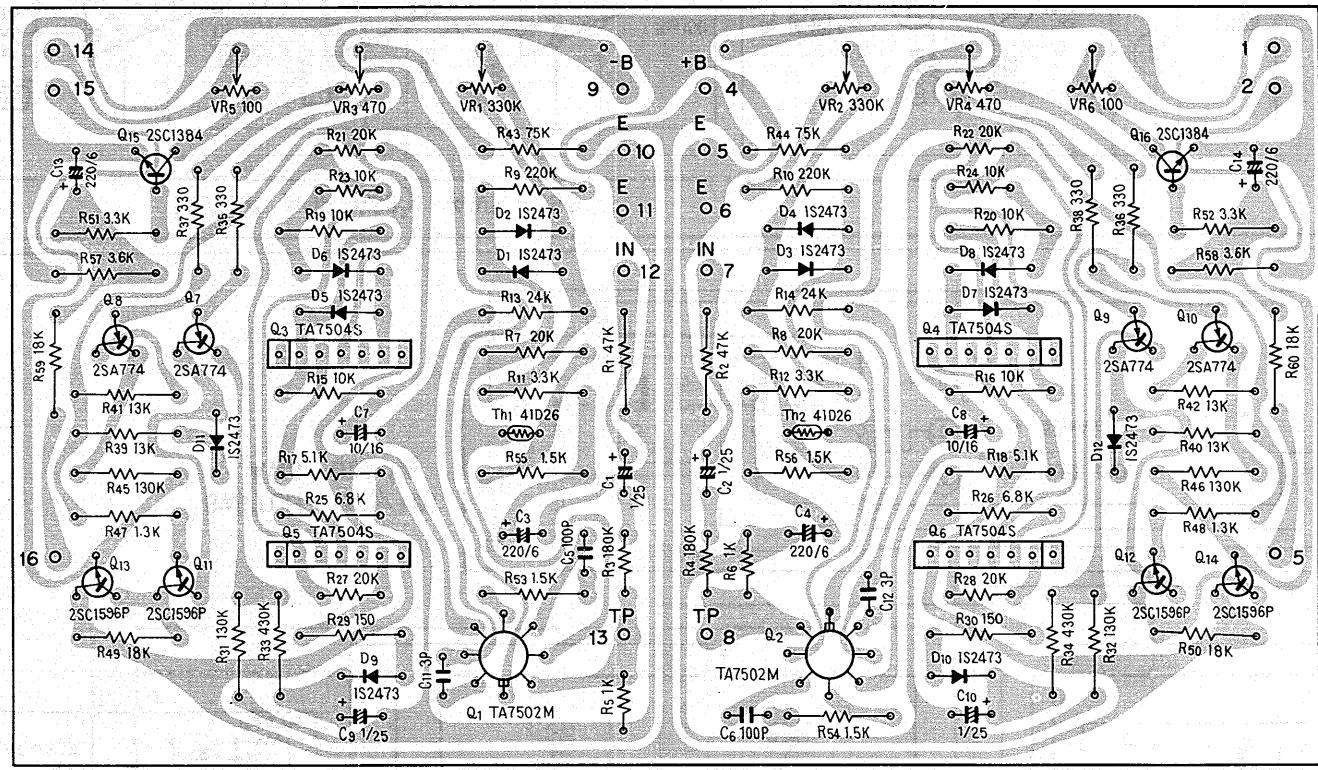 14
15
VR5 100
VR3 470
VR1 330K
-B
9
+B
4
VR2 330K
VR4 470
VR6 100
1
2
Q15 2SC1384
C13 220/6
+
R21 20K
R43 75K
E
10
E
5
R44 75K
R22 20K
Q16 2SC1384
C14 220/6
+
R37 330
R35 330
R23 10K
R9 220K
E
11
E
6
R10 220K
R24 10K
R38 330
R36 330
R51 3.3K
R19 10K
D2 1S2473
D4 1S2473
R20 10K
R52 3.3K
R57 3.6K
D6 1S2473
D1 1S2473
IN
12
IN
7
D3 1S2473
D8 1S2473
R58 3.6K
Q8
Q7
D5 1S2473
R13 24K
R14 24K
D7 1S2473
Q9
Q10
R59 18K
2SA774
2SA774
Q3 TA7504S
R7 20K
R1 47K
R2 47K
R8 20K
Q4 TA7504S
2SA774
2SA774
R60 18K
R41 13K
R15 10K
R11 3.3K
R12 3.3K
R16 10K
R42 13K
R39 13K
D11 1S2473
+ C7 10/16
Th1 41D26
Th2 41D26
C8 + 10/16
D12 1S2473
R40 13K
R45 130K
R17 5.1K
R55 1.5K
C1 + 1/25
+ C2 1/25
R56 1.5K
R18 5.1K
R46 130K
R47 1.3K
R25 6.8K
R26 6.8K
R48 1.3K
16
Q13
Q11
Q5 TA7504S
+ C3 220/6
C5 100P
R3 180K
R4 180K
R6 1K
C4 + 220/6
Q6 TA7504S
Q12
Q14
5
2SC1596P
2SC1596P
R27 20K
R53 1.5K
C12 3P
R28 20K
2SC1596P
2SC1596P
R49 18K
R31 130K
R33 430K
R29 150
TP
13
TP
8
Q2
TA7502M
R30 150
R34 430K
R32 130K
R50 18K
D9
1S2473
C11 3P
Q1 TA7502M
R5 1K
D10 1S2473
+ C9 1/25
C6 100P
R54 1.5K
C10 + 1/25